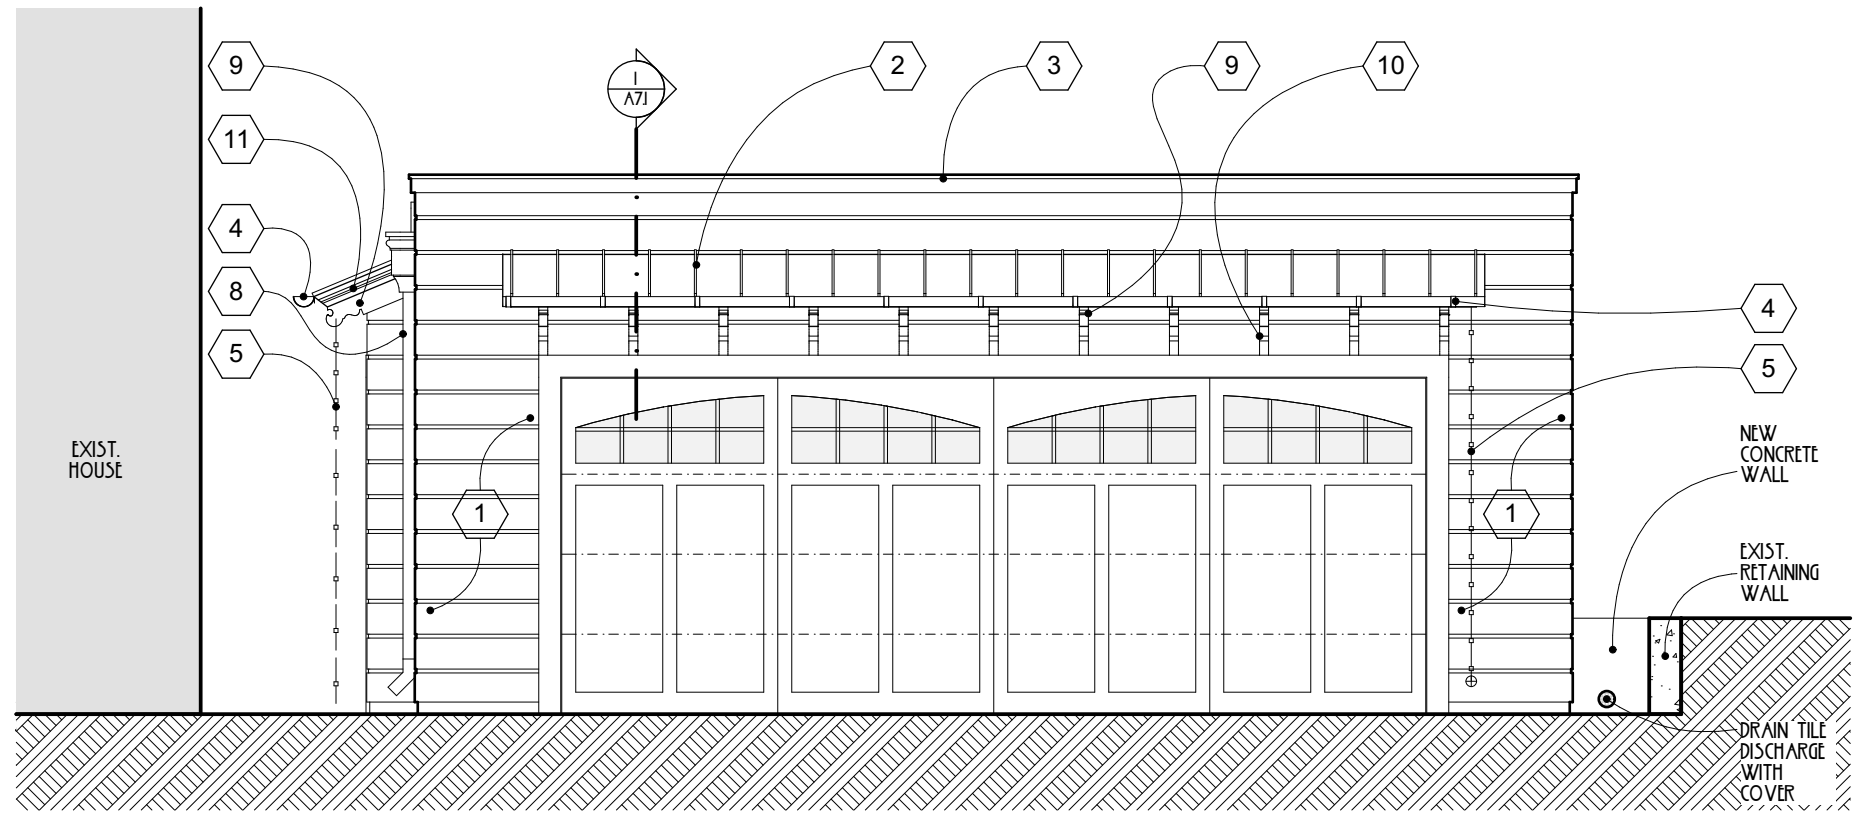 9
2
3
9
10
1
A7.1
11
4
8
5
4
5
1
1
EXIST.
HOUSE
NEW
CONCRETE
WALL
EXIST.
RETAINING
WALL
DRAIN TILE
DISCHARGE
WITH
COVER